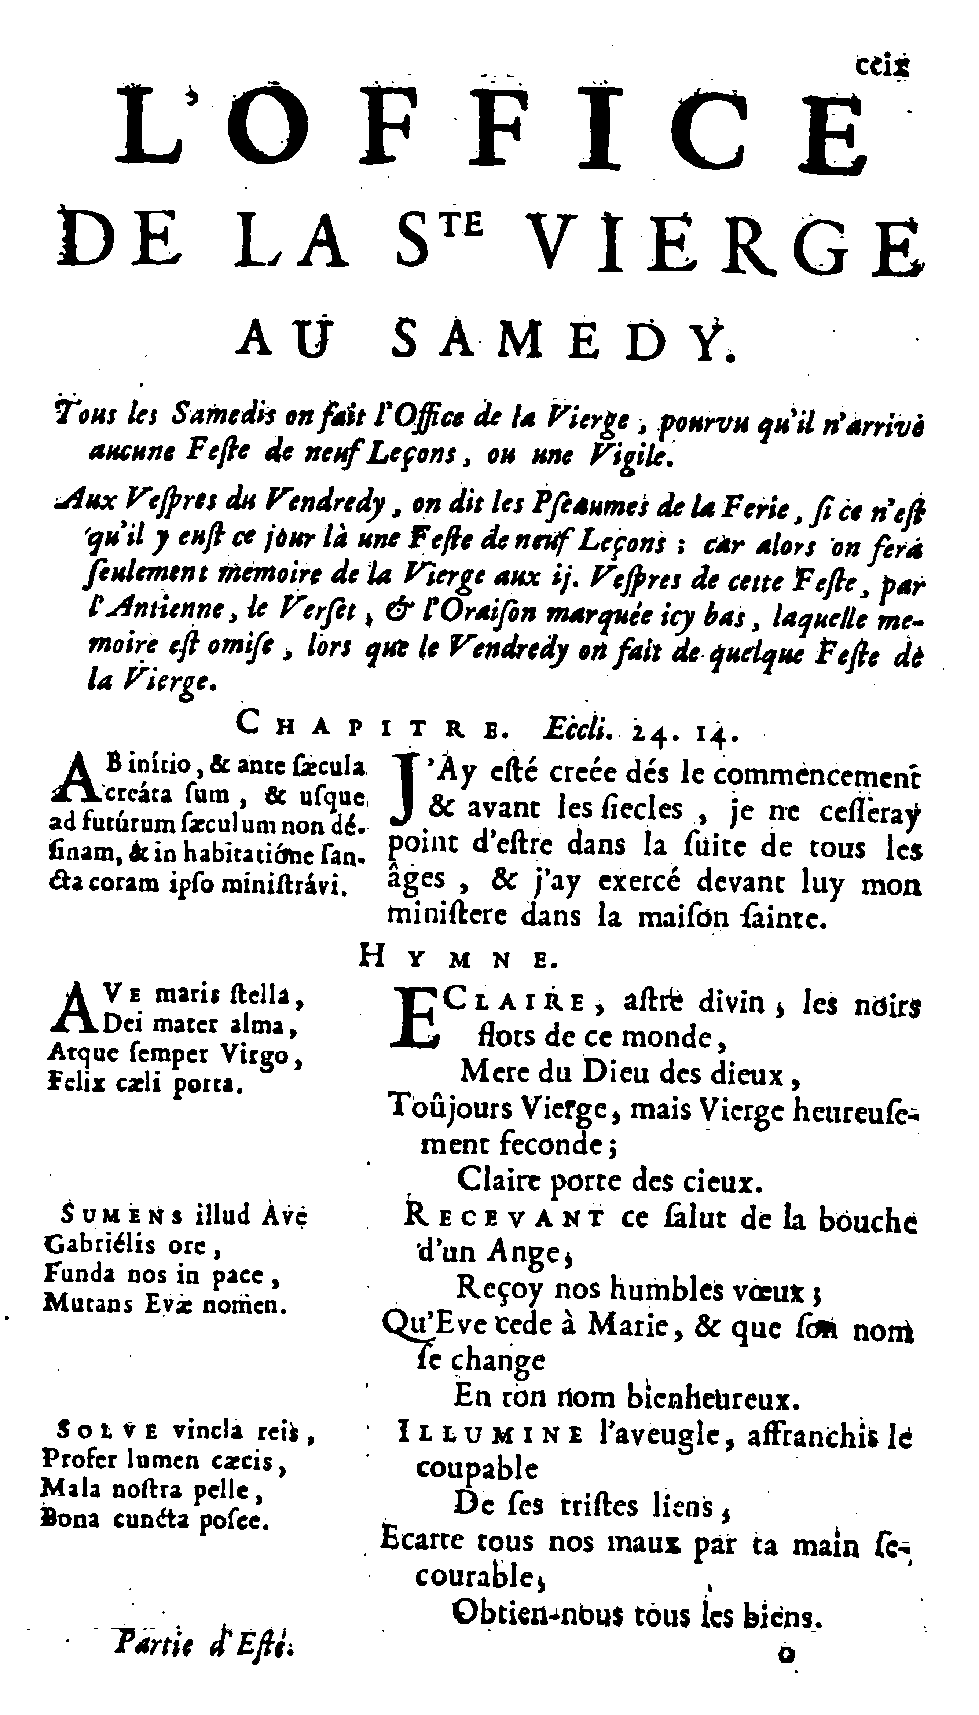 ccix
L'OFFICE
DE LA STE VIERGE
AU SAMEDY.
Tous les Samedis on fait l'Office de la Vierge, pourvu qu'il n'arrive
aucune Feſte de neuf Leçons, ou une Vigile.
Aux Veſpres du Vendredy, on dit les Pſeaumes de la Ferie, ſi ce n'eſt
qu'il y euſt ce jour là une Feſte de neuf Leçons; car alors on fera
ſeulement memoire de la Vierge aux ij. Veſpres de cette Feſte, par
l'Antienne, le Verſet, & l'Oraiſon marquée icy bas, laquelle me-
moire eſt omiſe, lors que le Vendredy on fait de quelque Feſte de
la Vierge.
CHAPITRE. Eccli. 24. 14.
AB inítio, & ante ſæcula
creáta ſum, & uſque
ad futúrum ſæculum non dé-
ſinam, & in habitatióne ſan-
cta coram ipſo miniſtrávi.
J'Ay eſté creée dés le commencement
& avant les ſiecles, je ne ceſſeray
point d'eſtre dans la ſuite de tous les
âges, & j'ay exercé devant luy mon
miniſtere dans la maiſon ſainte.
HYMNE.
AVE maris ſtella,
Dei mater alma,
Atque ſemper Virgo,
Felix cæli porta.
ECLAIRE, aſtre divin, les noirs
flots de ce monde,
Mere du Dieu des dieux,
Toûjours Vierge, mais Vierge heureuſe-
ment feconde;
Claire porte des cieux.
SUMENS illud Ave
Gabriélis ore,
Funda nos in pace,
Mutans Evæ nomen.
RECEVANT ce ſalut de la bouche
d'un Ange,
Reçoy nos humbles vœux;
Qu'Eve cede à Marie, & que ſon nom
ſe change
En ton nom bienheureux.
SOLVE vincla reis,
Profer lumen cæcis,
Mala noſtra pelle,
Bona cuncta poſce.
ILLUMINE l'aveugle, affranchis le
coupable
De ſes triſtes liens,
Ecarte tous nos maux par ta main ſe-
courable,
Obtien-nous tous les biens.
Partie d'Eſté.
o